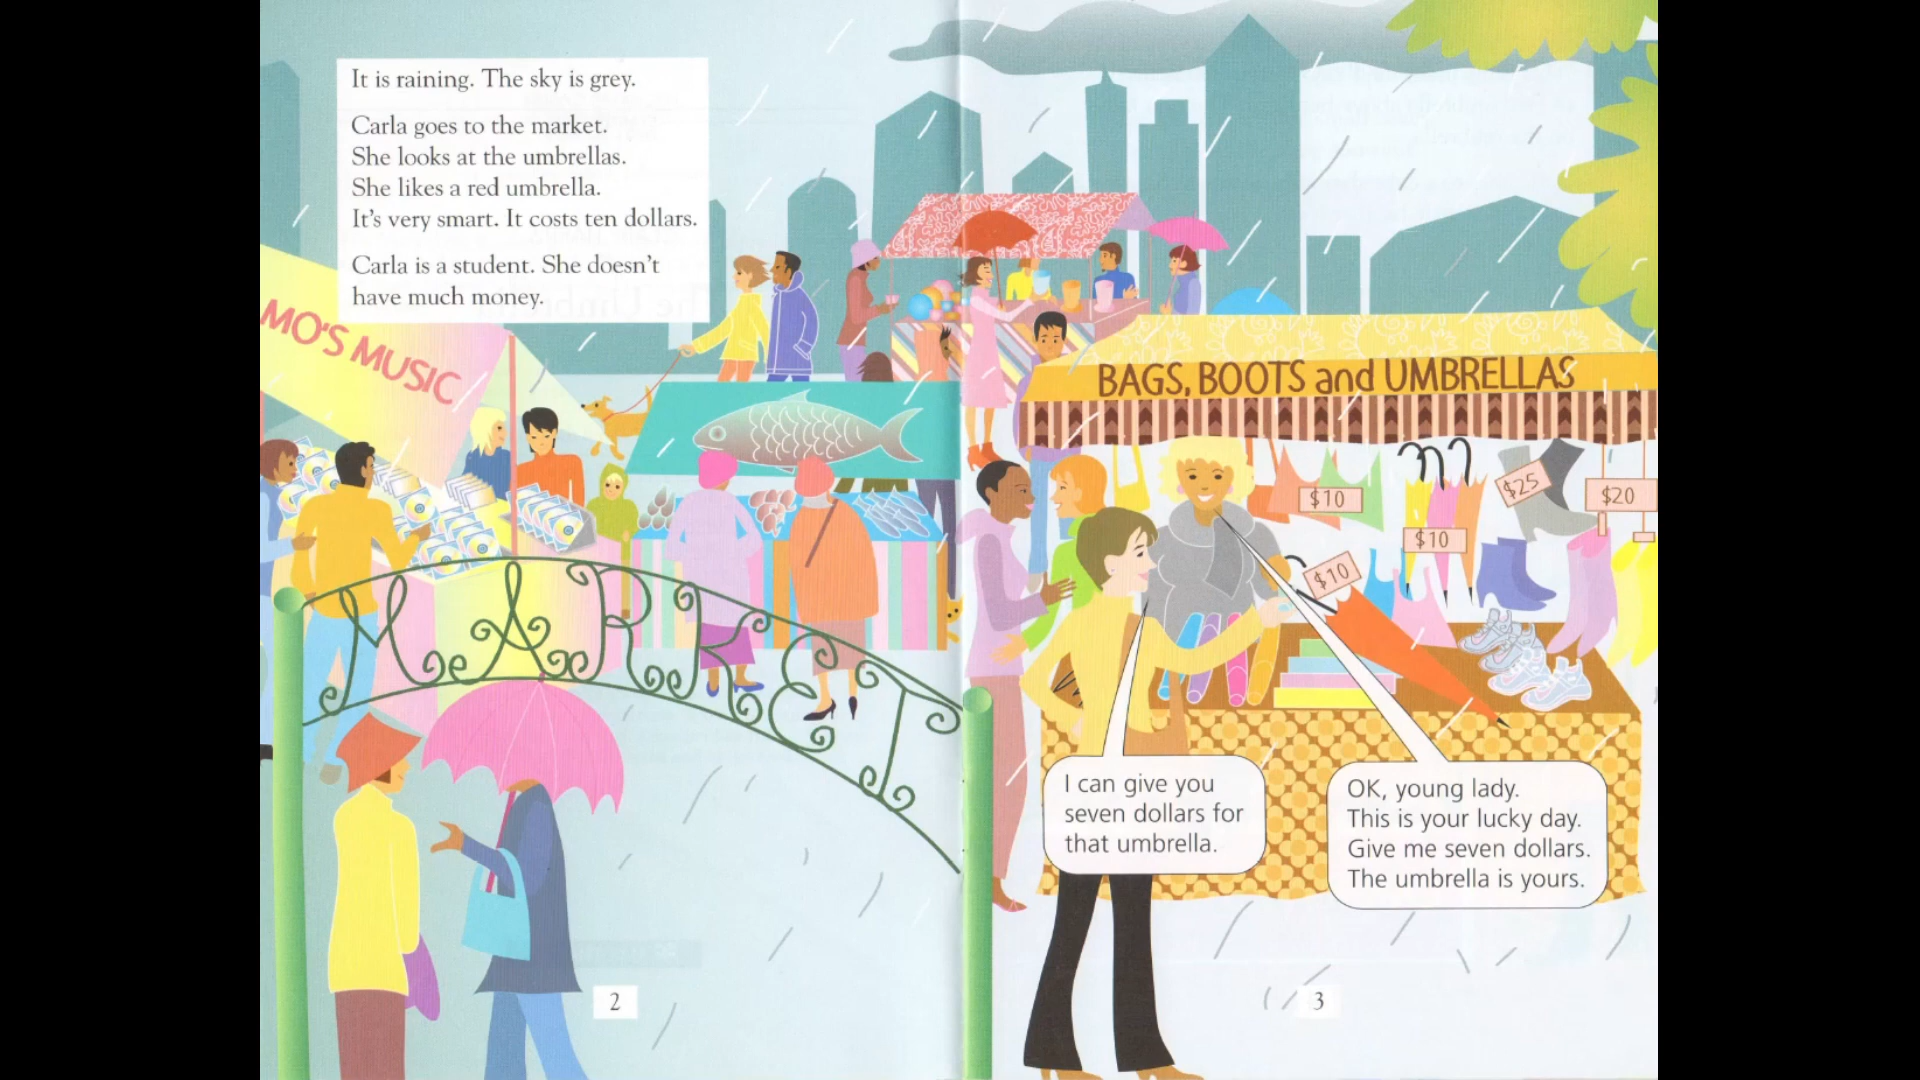 It is raining. The sky is grey.
Carla goes to the market.
She looks at the umbrellas.
She likes a red umbrella.
It's very smart. It costs ten dollars.
Carla is a student. She doesn't
have much money.
MO'S MUSIC
MARKET
2
BAGS, BOOTS and UMBRELLAS
$10
$25
$20
$10
$10
I can give you
seven dollars for
that umbrella.
OK, young lady.
This is your lucky day.
Give me seven dollars.
The umbrella is yours.
3